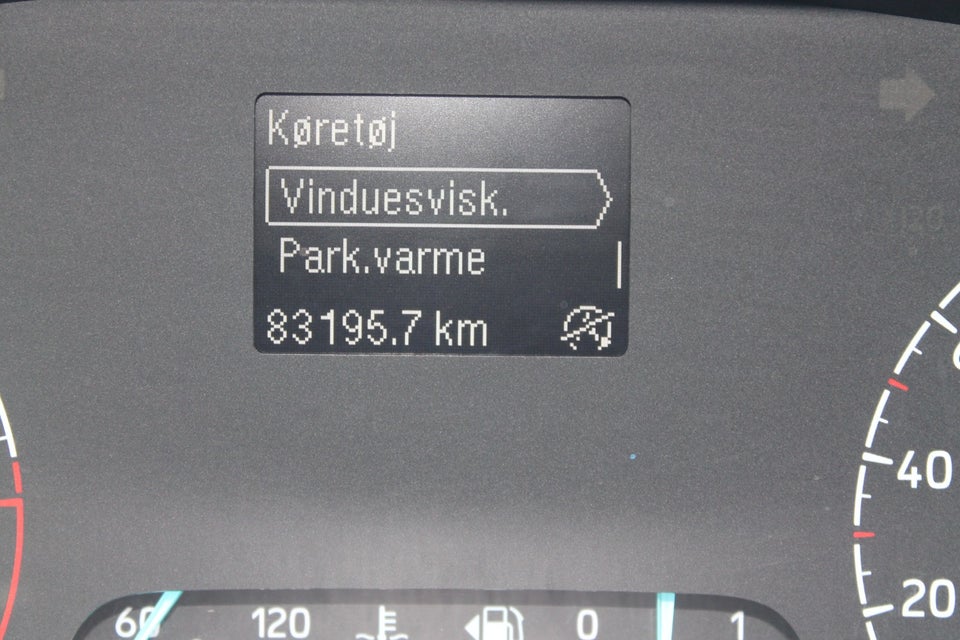 Køretøj
Vinduesvisk.
Park.varme
83195.7 km
40
20
60 120 0 1